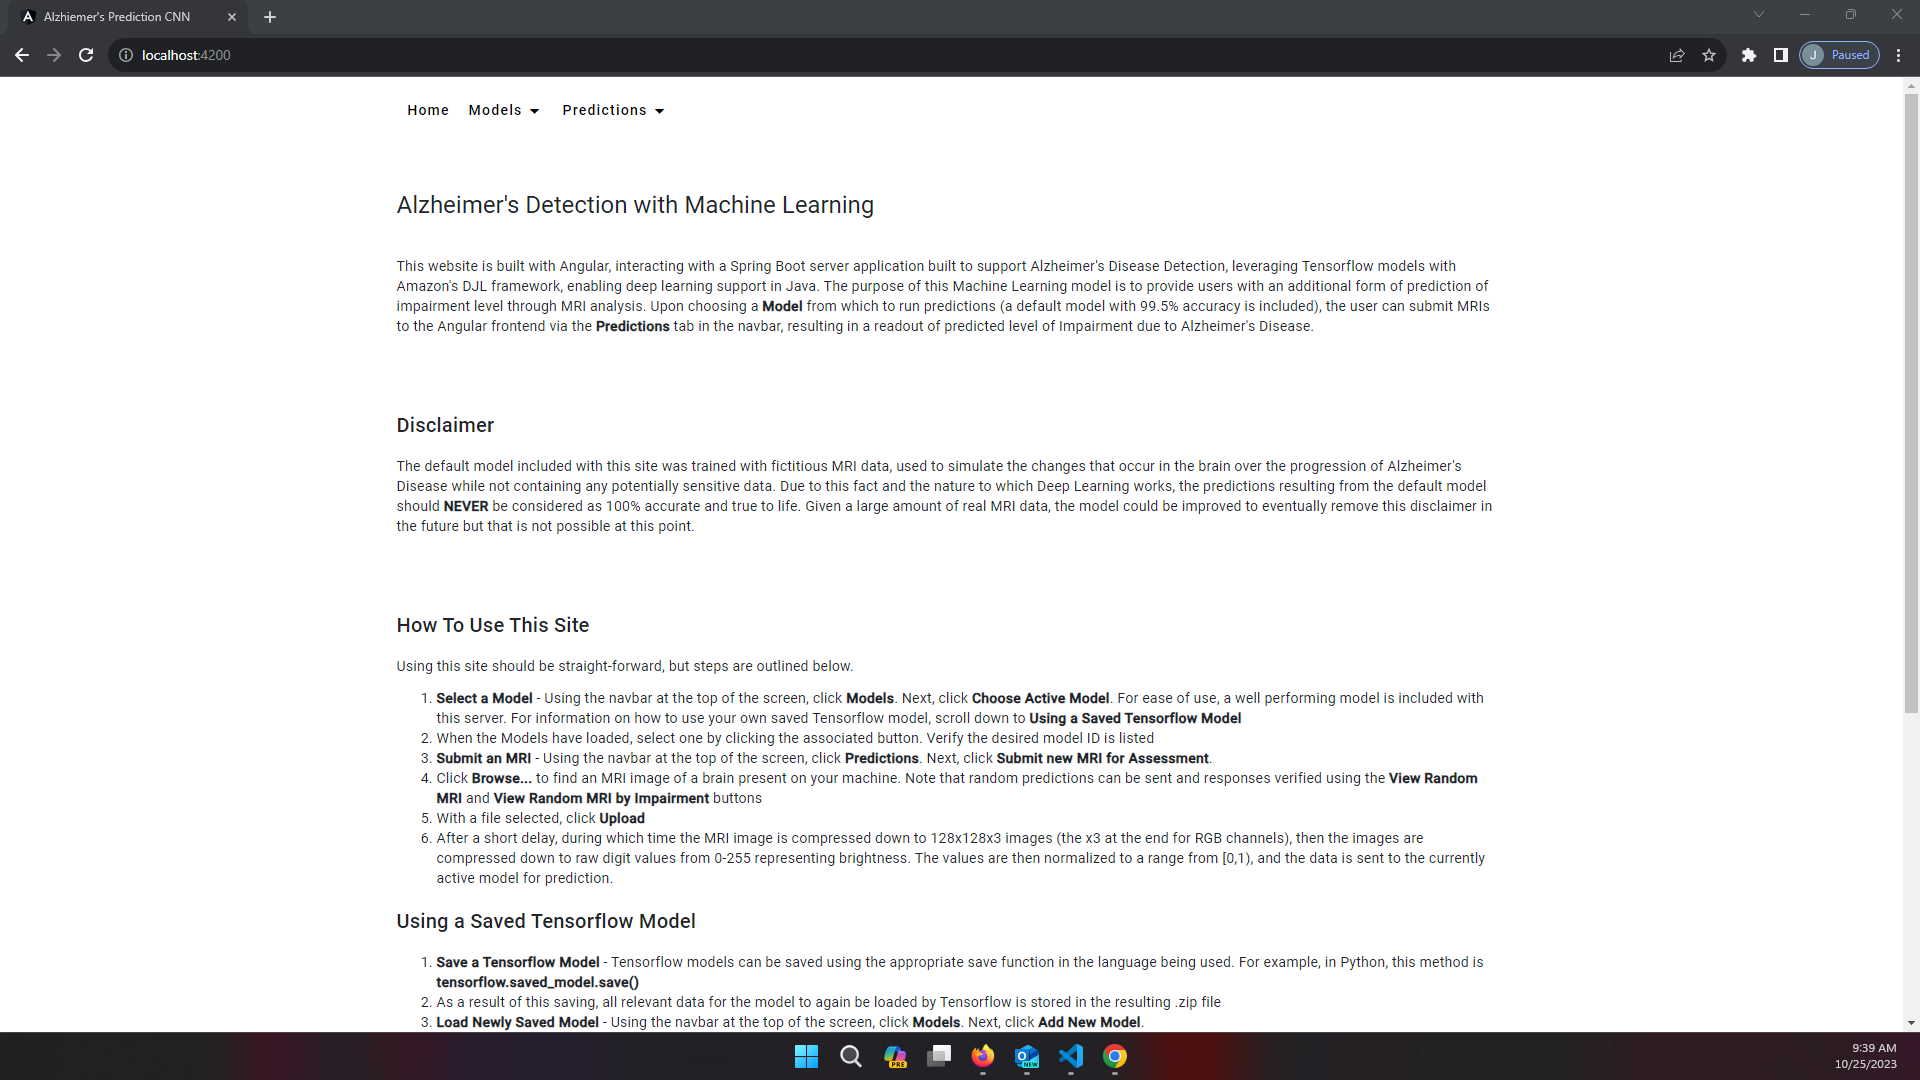 Alzhiemer's Prediction CNN
localhost:4200
J Paused
Home Models Predictions
Alzheimer's Detection with Machine Learning
This website is built with Angular, interacting with a Spring Boot server application built to support Alzheimer's Disease Detection, leveraging Tensorflow models with
Amazon's DJL framework, enabling deep learning support in Java. The purpose of this Machine Learning model is to provide users with an additional form of prediction of
impairment level through MRI analysis. Upon choosing a Model from which to run predictions (a default model with 99.5% accuracy is included), the user can submit MRIs
to the Angular frontend via the Predictions tab in the navbar, resulting in a readout of predicted level of Impairment due to Alzheimer's Disease.
Disclaimer
The default model included with this site was trained with fictitious MRI data, used to simulate the changes that occur in the brain over the progression of Alzheimer's
Disease while not containing any potentially sensitive data. Due to this fact and the nature to which Deep Learning works, the predictions resulting from the default model
should NEVER be considered as 100% accurate and true to life. Given a large amount of real MRI data, the model could be improved to eventually remove this disclaimer in
the future but that is not possible at this point.
How To Use This Site
Using this site should be straight-forward, but steps are outlined below.
1. Select a Model - Using the navbar at the top of the screen, click Models. Next, click Choose Active Model. For ease of use, a well performing model is included with
this server. For information on how to use your own saved Tensorflow model, scroll down to Using a Saved Tensorflow Model
2. When the Models have loaded, select one by clicking the associated button. Verify the desired model ID is listed
3. Submit an MRI - Using the navbar at the top of the screen, click Predictions. Next, click Submit new MRI for Assessment.
4. Click Browse... to find an MRI image of a brain present on your machine. Note that random predictions can be sent and responses verified using the View Random
MRI and View Random MRI by Impairment buttons
5. With a file selected, click Upload
6. After a short delay, during which time the MRI image is compressed down to 128x128x3 images (the x3 at the end for RGB channels), then the images are
compressed down to raw digit values from 0-255 representing brightness. The values are then normalized to a range from [0,1), and the data is sent to the currently
active model for prediction.
Using a Saved Tensorflow Model
1. Save a Tensorflow Model - Tensorflow models can be saved using the appropriate save function in the language being used. For example, in Python, this method is
tensorflow.saved_model.save()
2. As a result of this saving, all relevant data for the model to again be loaded by Tensorflow is stored in the resulting .zip file
3. Load Newly Saved Model - Using the navbar at the top of the screen, click Models. Next, click Add New Model.
PRE
NEW
9:39 AM
10/25/2023